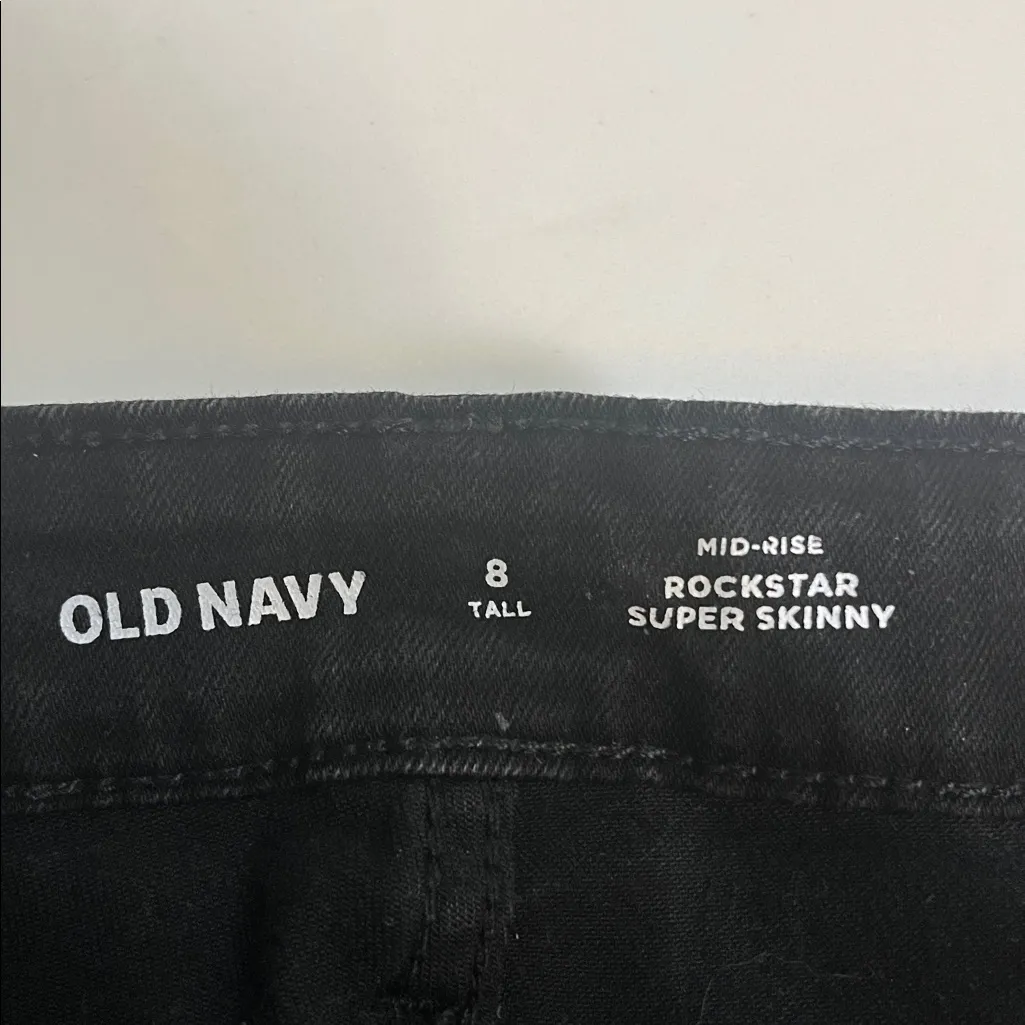 OLD NAVY
8
TALL
MID-RISE
ROCKSTAR
SUPER SKINNY